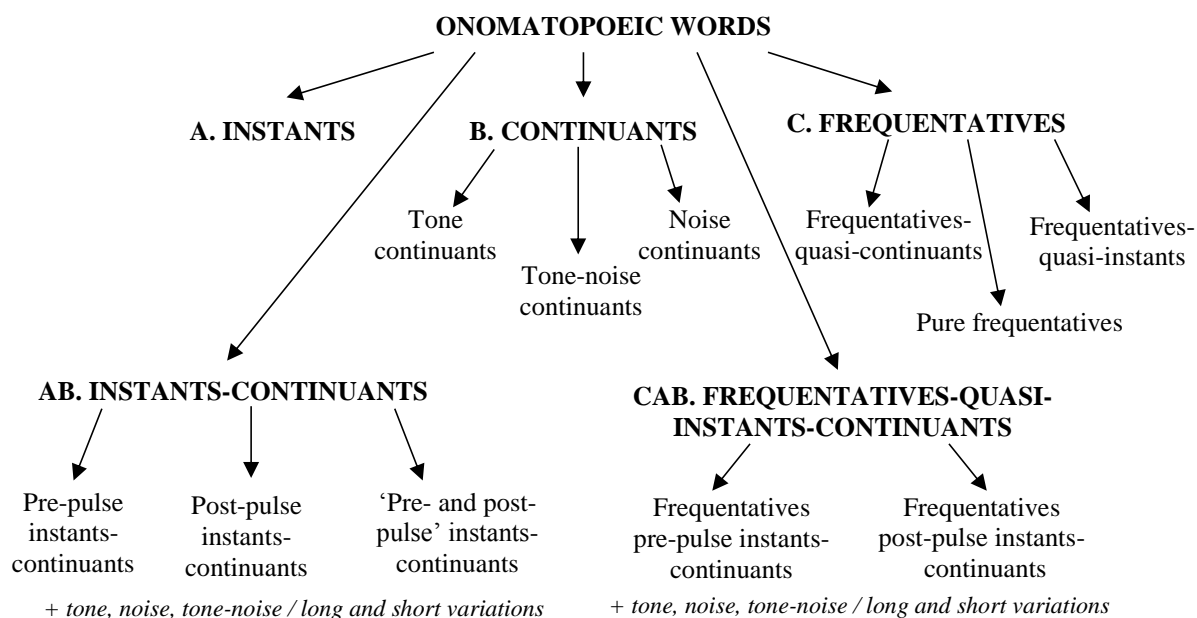 ONOMATOPOEIC WORDS
A. INSTANTS
B. CONTINUANTS
C. FREQUENTATIVES
Tone
continuants
Tone-noise
continuants
Noise
continuants
Frequentatives-
quasi-continuants
Pure frequentatives
Frequentatives-
quasi-instants
AB. INSTANTS-CONTINUANTS
Pre-pulse
instants-
continuants
Post-pulse
instants-
continuants
‘Pre- and post-
pulse’ instants-
continuants
+ tone, noise, tone-noise / long and short variations
CAB. FREQUENTATIVES-QUASI-
INSTANTS-CONTINUANTS
Frequentatives
pre-pulse instants-
continuants
Frequentatives
post-pulse instants-
continuants
+ tone, noise, tone-noise / long and short variations